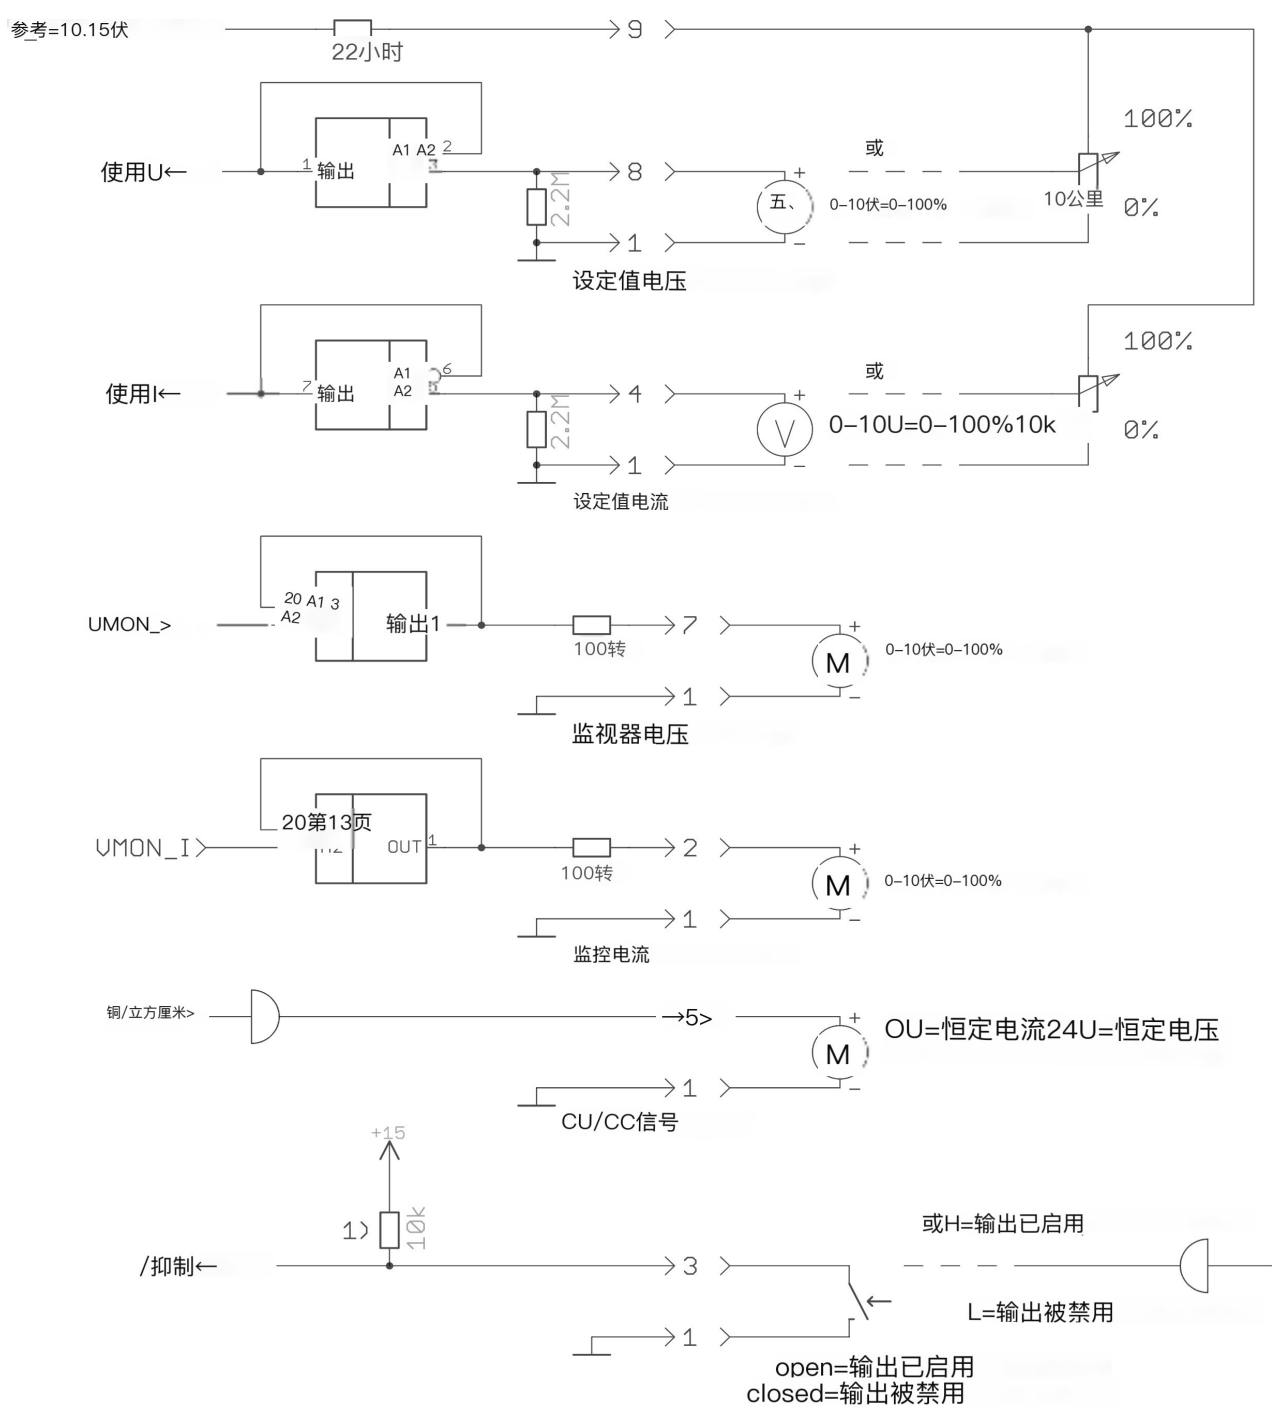 参考=10.15伏
22小时
9
100%
使用U←
1
输出
A1 A2
2
3
2.2M
8
1
+
五、
−
或
0-10伏=0-100%
10公里
0%
设定值电压
100%
使用I←
7
输出
A1
A2
6
5
2.2M
4
1
+
V
−
或
0-10U=0-100%10k
0%
设定值电流
UMON_>
20 A1 3
A2
输出1
100转
7
1
+
M
−
0-10伏=0-100%
监视器电压
VMON_I
20第13页
OUT
1
100转
2
1
+
M
−
0-10伏=0-100%
监控电流
铜/立方厘米>
→5>
1
+
M
−
OU=恒定电流24U=恒定电压
CU/CC信号
+15
1)
10k
/抑制←
3
1
或H=输出已启用
L=输出被禁用
open=输出已启用
closed=输出被禁用